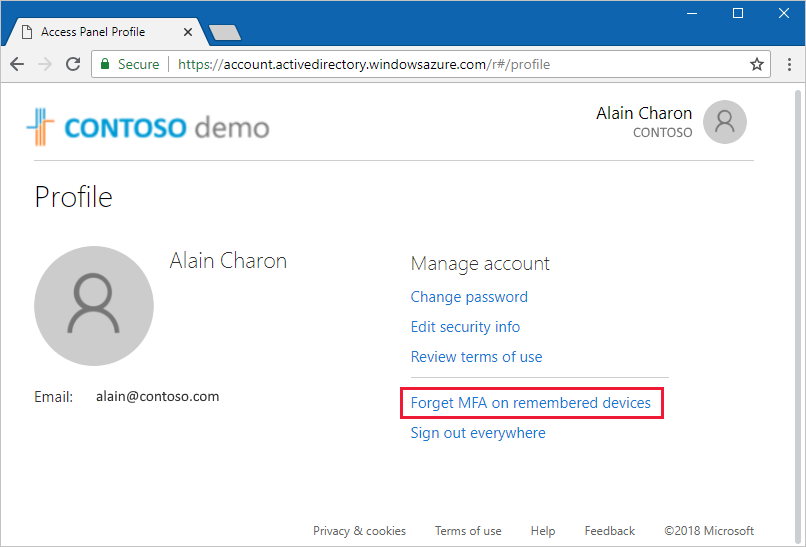 Access Panel Profile
Secure
https://account.activedirectory.windowsazure.com/r#/profile
CONTOSO demo
Alain Charon
CONTOSO
Profile
Alain Charon
Email: alain@contoso.com
Manage account
Change password
Edit security info
Review terms of use
Forget MFA on remembered devices
Sign out everywhere
Privacy & cookies Terms of use Help Feedback ©2018 Microsoft